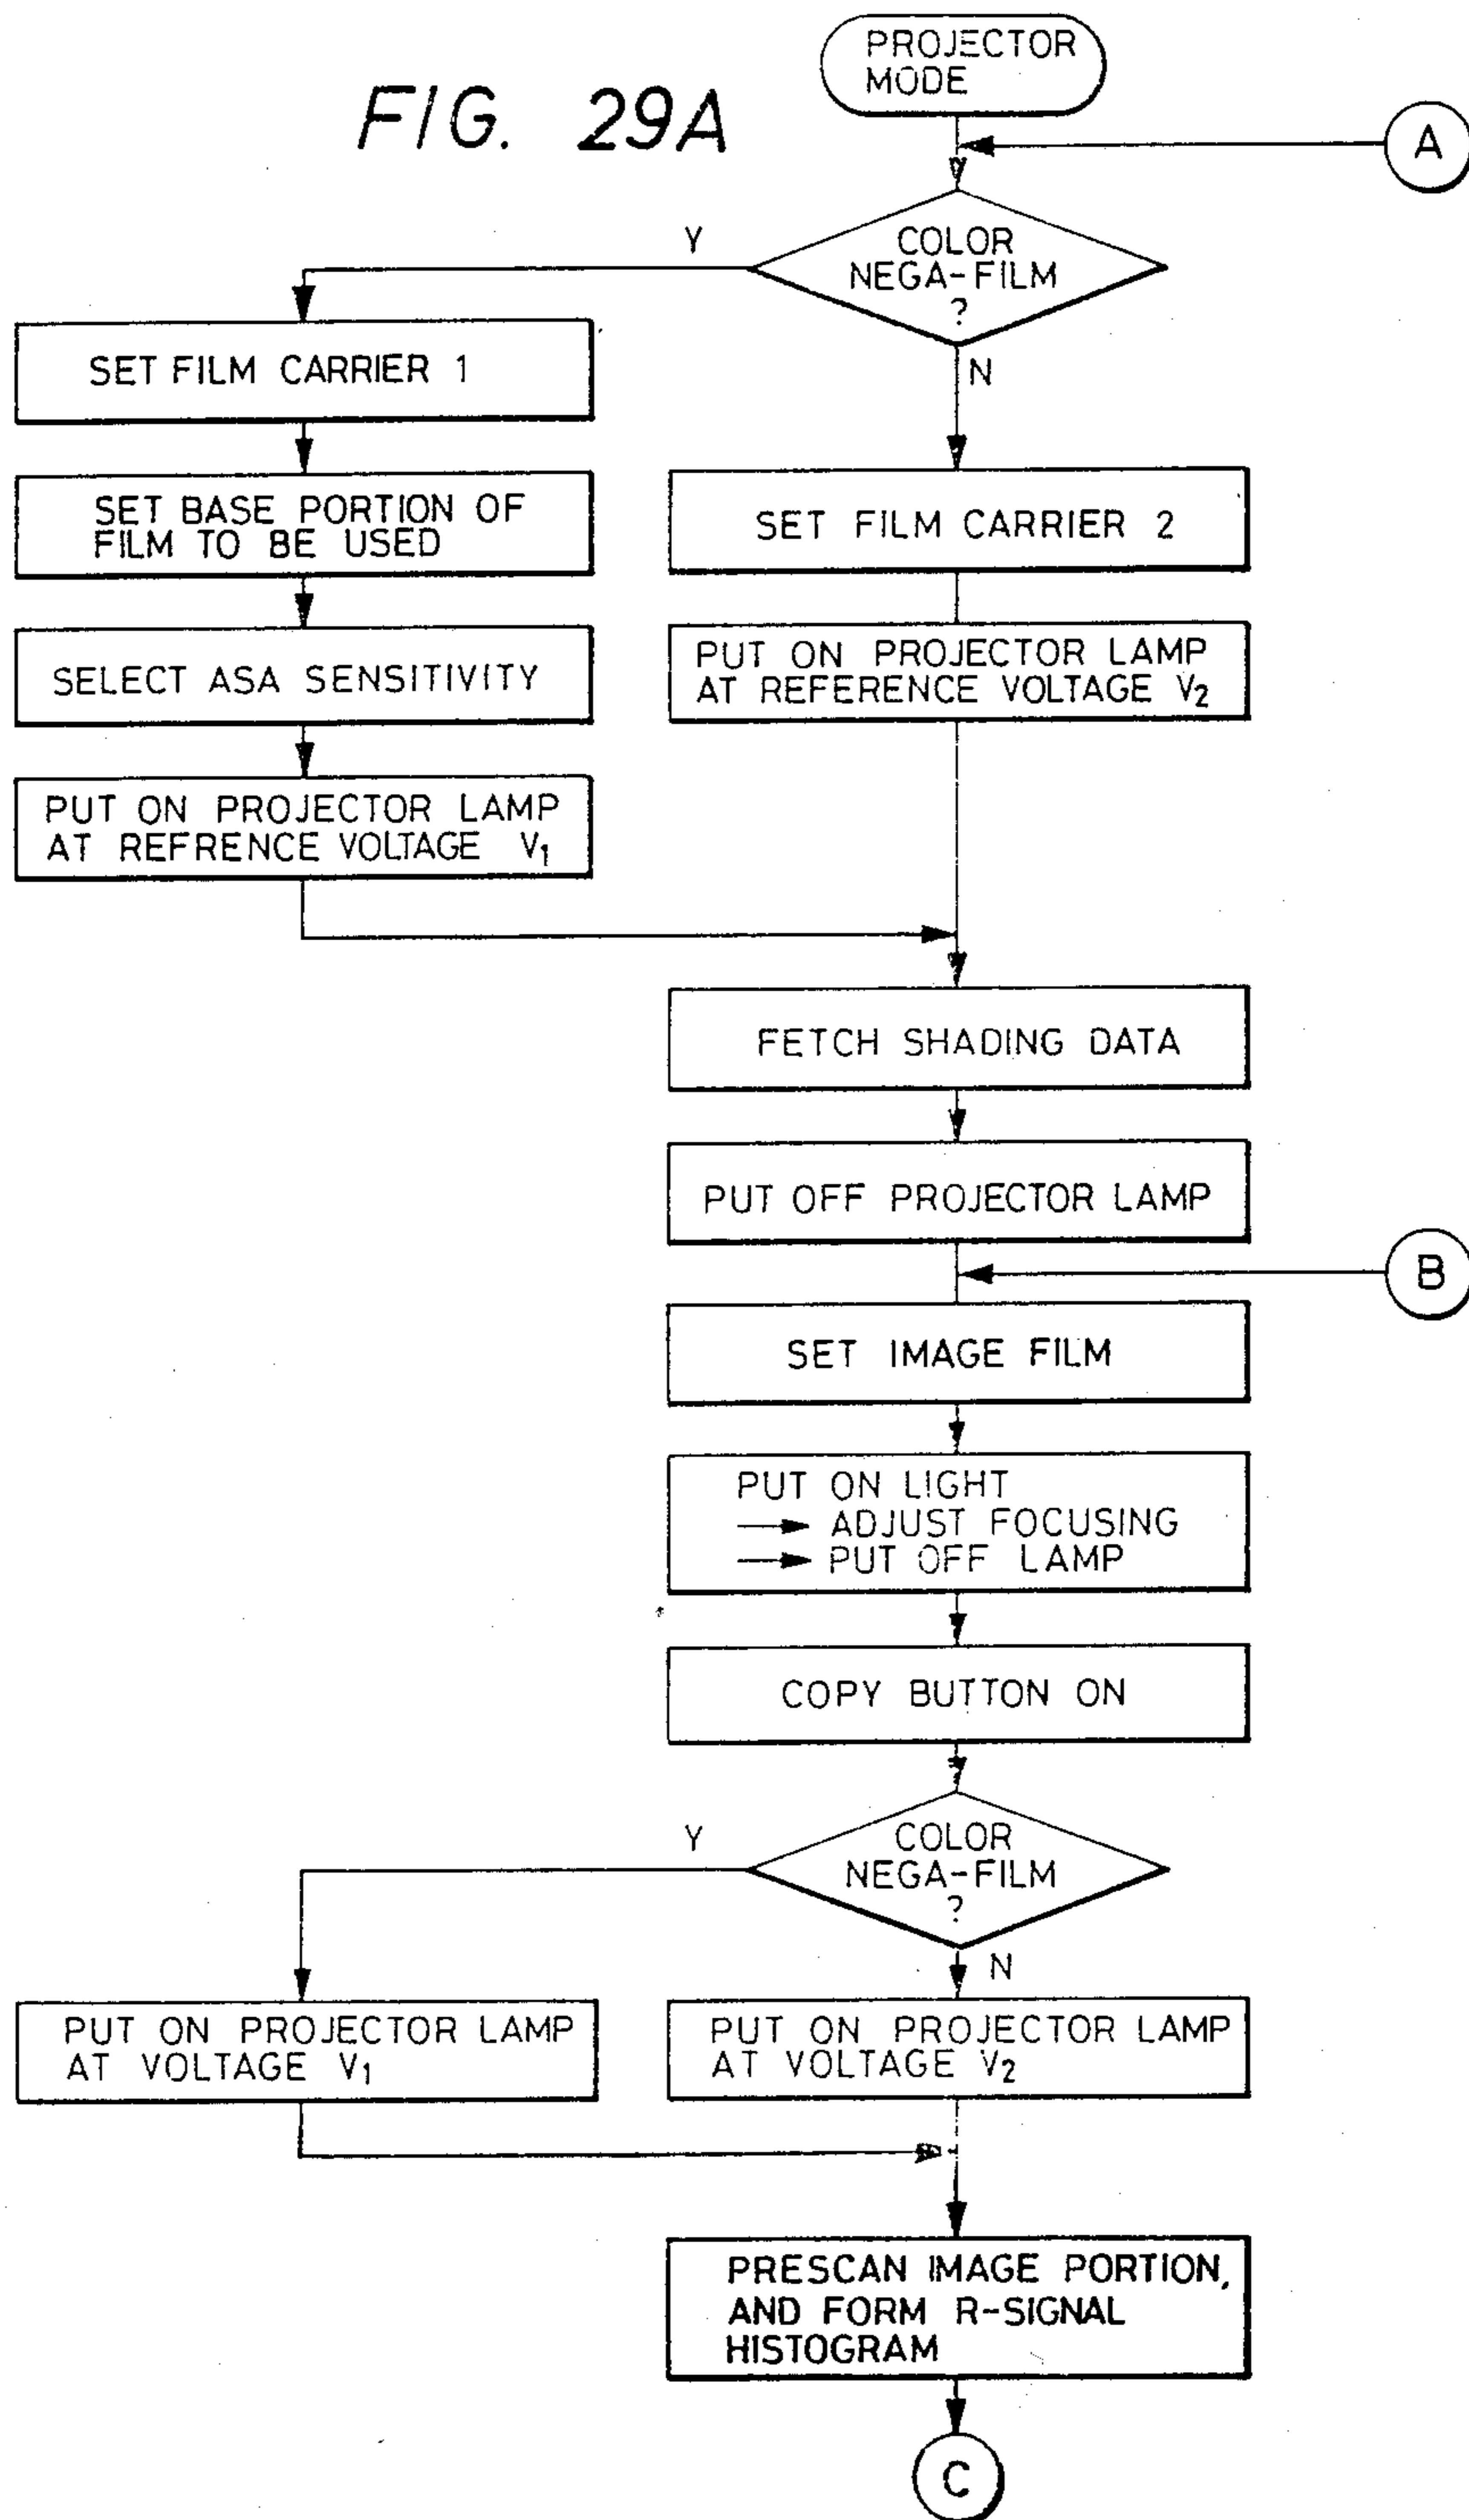 FIG. 29A
PROJECTOR
MODE
A
COLOR
NEGA-FILM
?
Y
N
SET FILM CARRIER 1
SET BASE PORTION OF
FILM TO BE USED
SELECT ASA SENSITIVITY
PUT ON PROJECTOR LAMP
AT REFRENCE VOLTAGE V1
SET FILM CARRIER 2
PUT ON PROJECTOR LAMP
AT REFERENCE VOLTAGE V2
FETCH SHADING DATA
PUT OFF PROJECTOR LAMP
B
SET IMAGE FILM
PUT ON LIGHT
→ ADJUST FOCUSING
→ PUT OFF LAMP
COPY BUTTON ON
COLOR
NEGA-FILM
?
Y
N
PUT ON PROJECTOR LAMP
AT VOLTAGE V1
PUT ON PROJECTOR LAMP
AT VOLTAGE V2
PRESCAN IMAGE PORTION,
AND FORM R-SIGNAL
HISTOGRAM
C